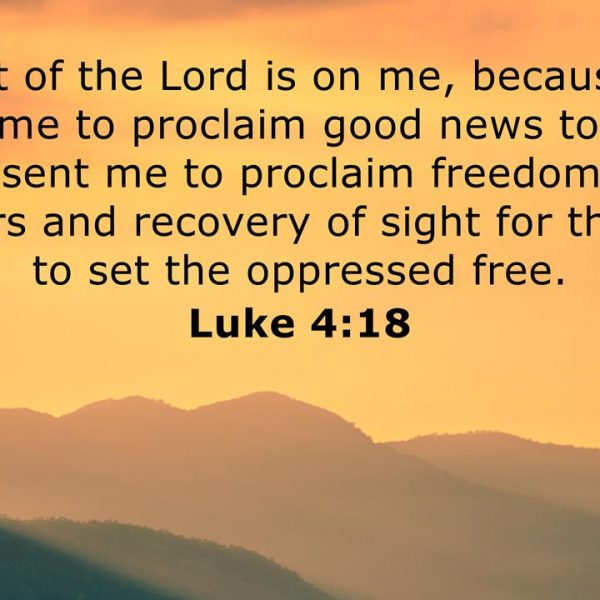 t of the Lord is on me, becaus
me to proclaim good news to
sent me to proclaim freedom
rs and recovery of sight for th
to set the oppressed free.
Luke 4:18